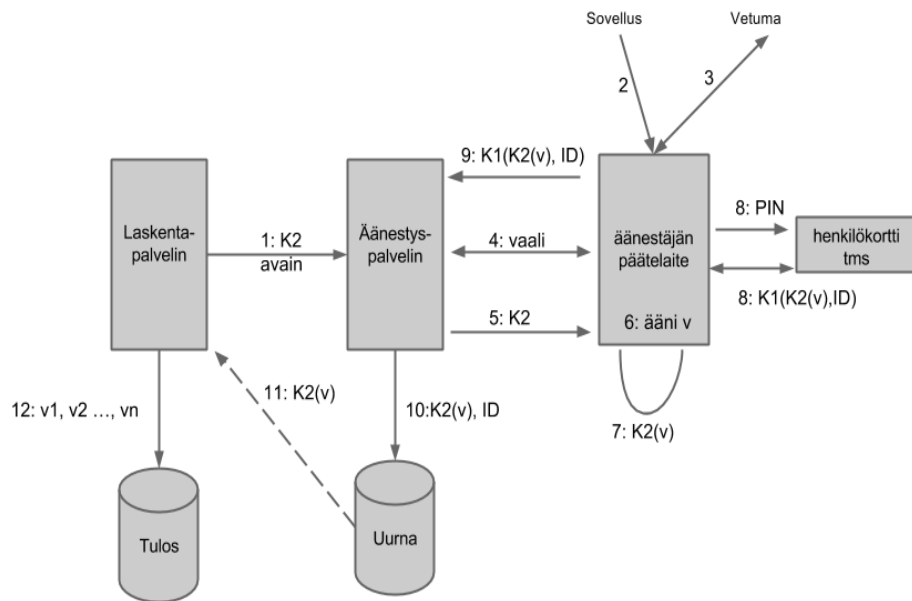 Sovellus
Vetuma
2
3
9: K1(K2(v), ID)
Laskenta-
palvelin
1: K2
avain
Äänestys-
palvelin
4: vaali
äänestäjän
päätelaite
8: PIN
henkilökortti
tms
8: K1(K2(v),ID)
5: K2
6: ääni v
7: K2(v)
12: v1, v2 ..., vn
11: K2(v)
10:K2(v), ID
Tulos
Uurna